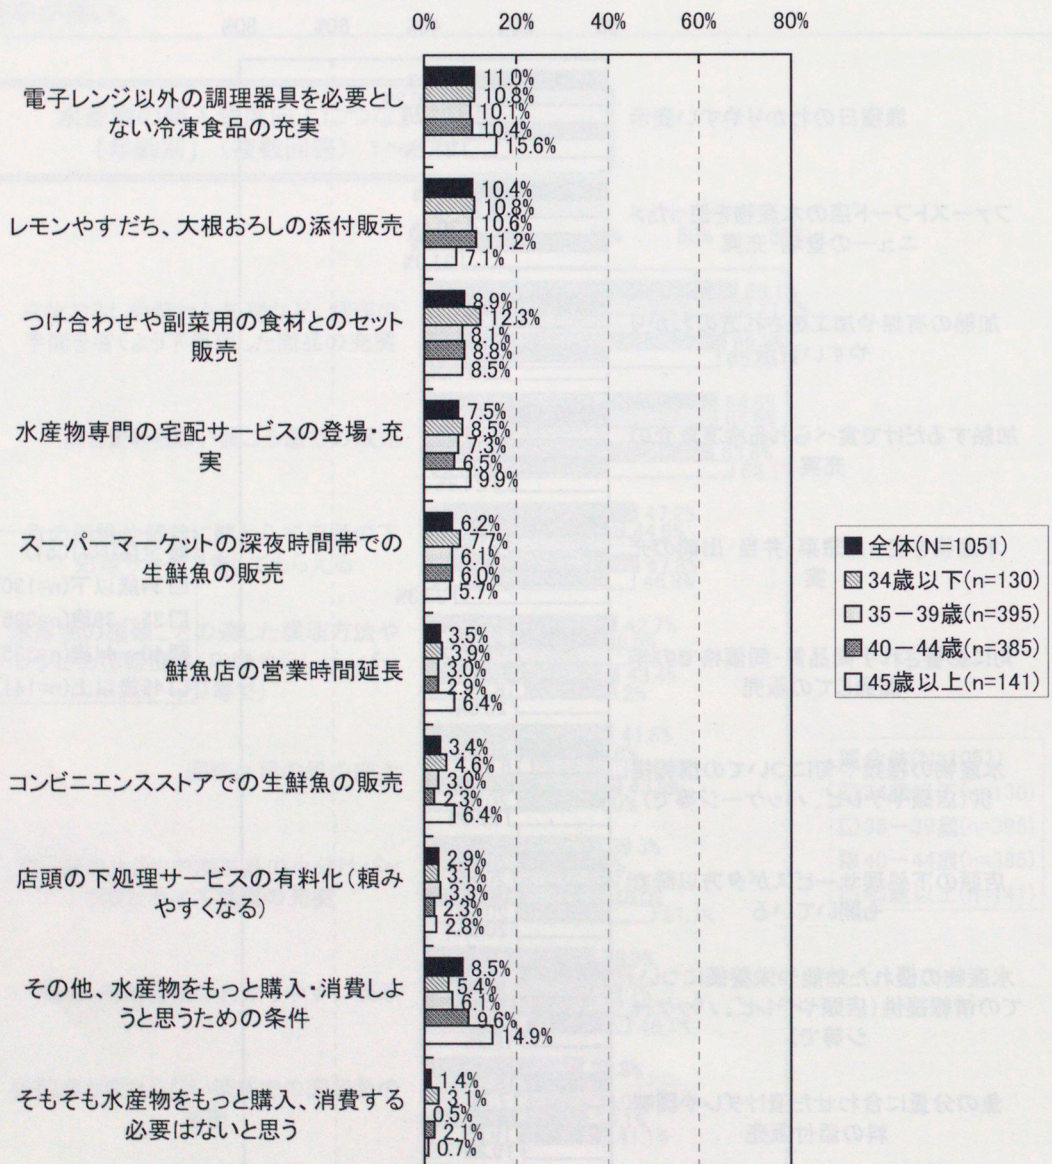 0%
20%
40%
60%
80%
電子レンジ以外の調理器具を必要とし
ない冷凍食品の充実
11.0%
10.8%
10.1%
10.4%
15.6%
レモンやすだち、大根おろしの添付販売
10.4%
10.8%
10.6%
11.2%
7.1%
つけ合わせや副菜用の食材とのセット
販売
8.9%
12.3%
8.1%
8.8%
8.5%
水産物専門の宅配サービスの登場・充
実
7.5%
8.5%
7.3%
6.5%
9.9%
スーパーマーケットの深夜時間帯での
生鮮魚の販売
6.2%
7.7%
6.1%
6.0%
5.7%
鮮魚店の営業時間延長
3.5%
3.9%
3.0%
2.9%
6.4%
コンビニエンスストアでの生鮮魚の販売
3.4%
4.6%
3.0%
2.3%
6.4%
店頭の下処理サービスの有料化(頼み
やすくなる)
2.9%
3.1%
3.3%
2.3%
2.8%
その他、水産物をもっと購入・消費しよ
うと思うための条件
8.5%
5.4%
6.1%
9.6%
14.9%
そもそも水産物をもっと購入、消費する
必要はないと思う
1.4%
3.1%
0.5%
2.1%
0.7%
全体(N=1051)
34歳以下(n=130)
35－39歳(n=395)
40－44歳(n=385)
45歳以上(n=141)